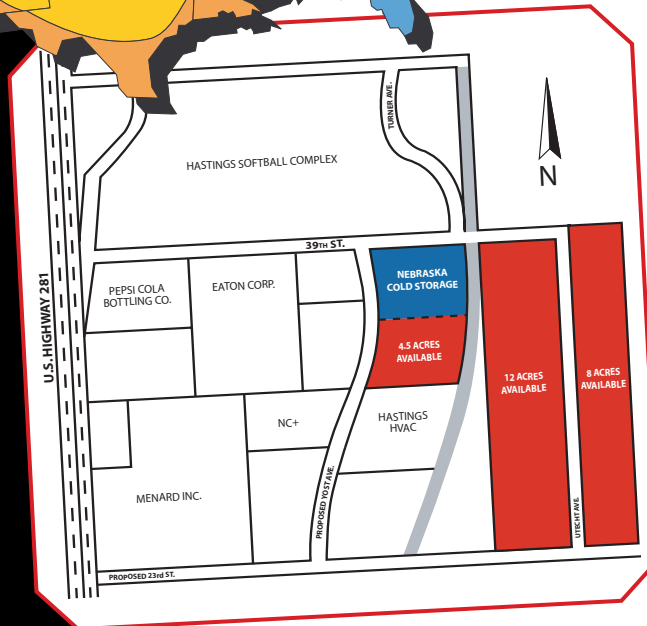 TURNER AVE.
HASTINGS SOFTBALL COMPLEX
N
39TH ST.
U.S. HIGHWAY 281
PEPSI COLA
BOTTLING CO.
EATON CORP.
NEBRASKA
COLD STORAGE
4.5 ACRES
AVAILABLE
12 ACRES
AVAILABLE
8 ACRES
AVAILABLE
NC+
HASTINGS
HVAC
MENARD INC.
PROPOSED YOST AVE.
UTECHT AVE.
PROPOSED 23rd ST.